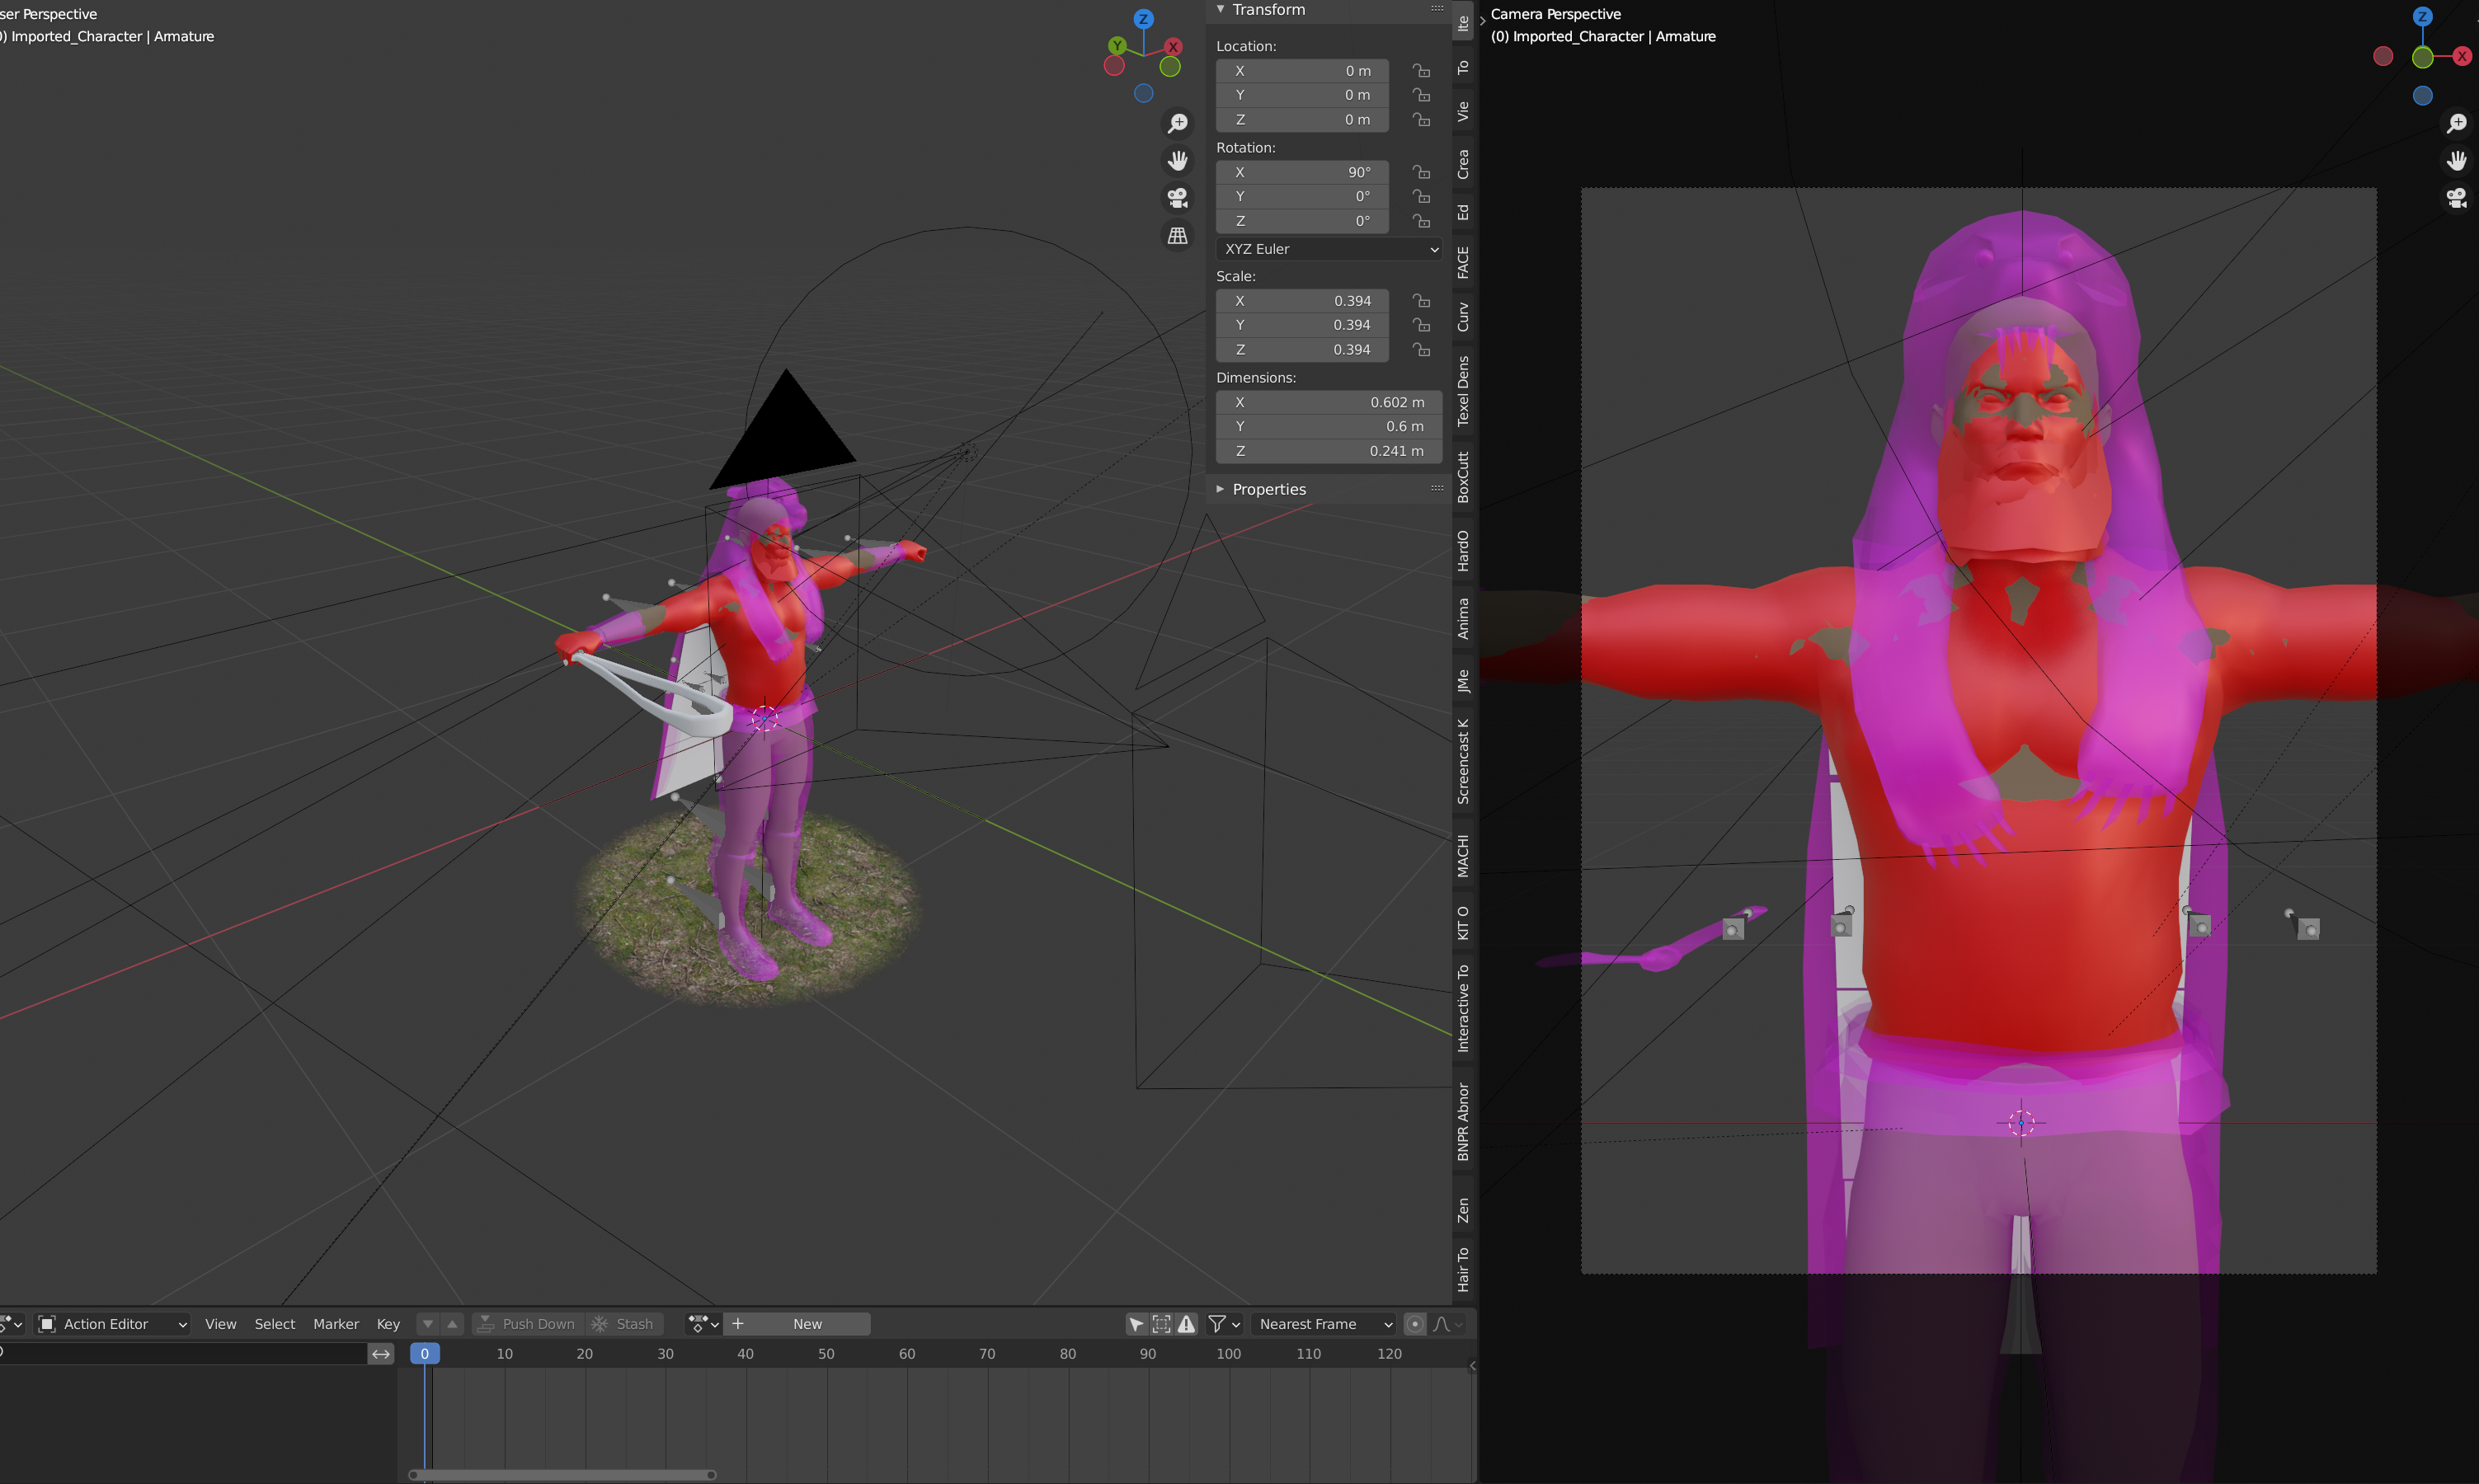 ser Perspective
) Imported_Character | Armature
Z
Y
X
Transform
Location:
X 0 m
Y 0 m
Z 0 m
Rotation:
X 90°
Y 0°
Z 0°
XYZ Euler
Scale:
X 0.394
Y 0.394
Z 0.394
Dimensions:
X 0.602 m
Y 0.6 m
Z 0.241 m
Properties
Ite
To
Vie
Crea
Ed
FACE
Curv
Texel Dens
BoxCutt
HardO
Anima
JMe
Screencast K
MACHI
KIT O
Interactive To
BNPR Abnor
Zen
Hair To
Camera Perspective
(0) Imported_Character | Armature
Z
X
Action Editor View Select Marker Key Push Down Stash New Nearest Frame
0 10 20 30 40 50 60 70 80 90 100 110 120